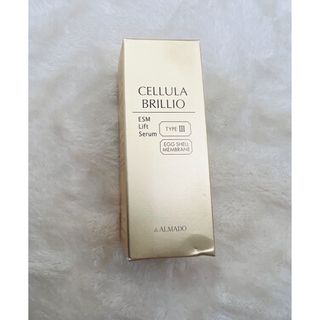 CELLULA
BRILLIO
ESM
Lift
Serum
TYPE III
EGG SHELL
MEMBRANE
ALMADO